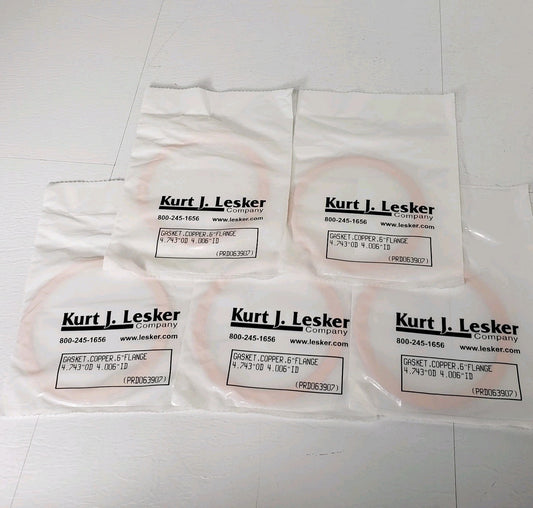 Kurt J. Lesker
Company
800-245-1656 www.lesker.com
GASKET,COPPER,6"FLANGE
4.743"OD 4.006"ID
(PRD063907)
Kurt J. Lesker
Company
800-245-1656 www.lesker.com
GASKET,COPPER,6"FLANGE
4.743"OD 4.006"ID
(PRD063907)
Kurt J. Lesker
Company
800-245-1656 www.lesker.com
GASKET,COPPER,6"FLANGE
4.743"OD 4.006"ID
(PRD063907)
Kurt J. Lesker
Company
800-245-1656 www.lesker.com
GASKET,COPPER,6"FLANGE
4.743"OD 4.006"ID
(PRD063907)
Kurt J. Lesker
Company
800-245-1656 www.lesker.com
GASKET,COPPER,6"FLANGE
4.743"OD 4.006"ID
(PRD063907)